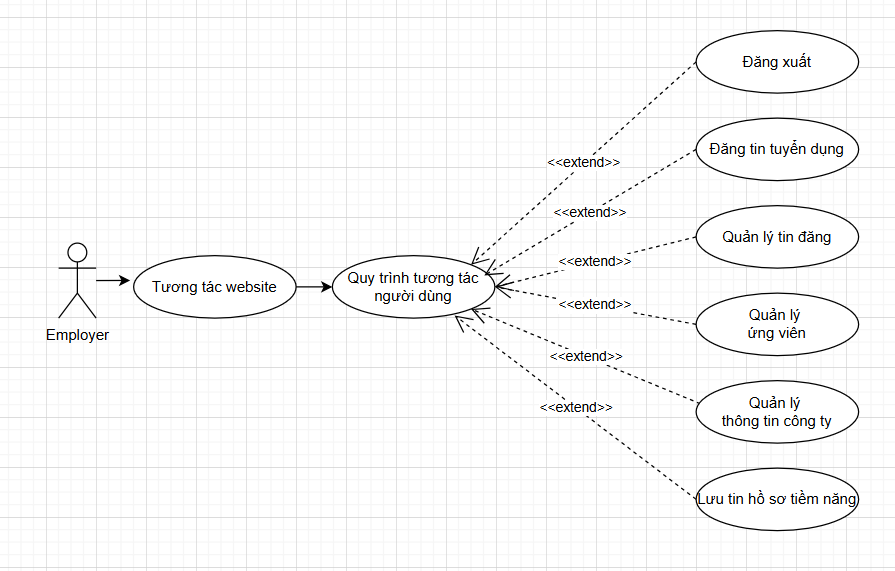 Đăng xuất
<<extend>>
Đăng tin tuyển dụng
<<extend>>
Quản lý tin đăng
<<extend>>
Tương tác website
Quy trình tương tác
người dùng
<<extend>>
Quản lý
ứng viên
Employer
<<extend>>
Quản lý
thông tin công ty
<<extend>>
Lưu tin hồ sơ tiềm năng